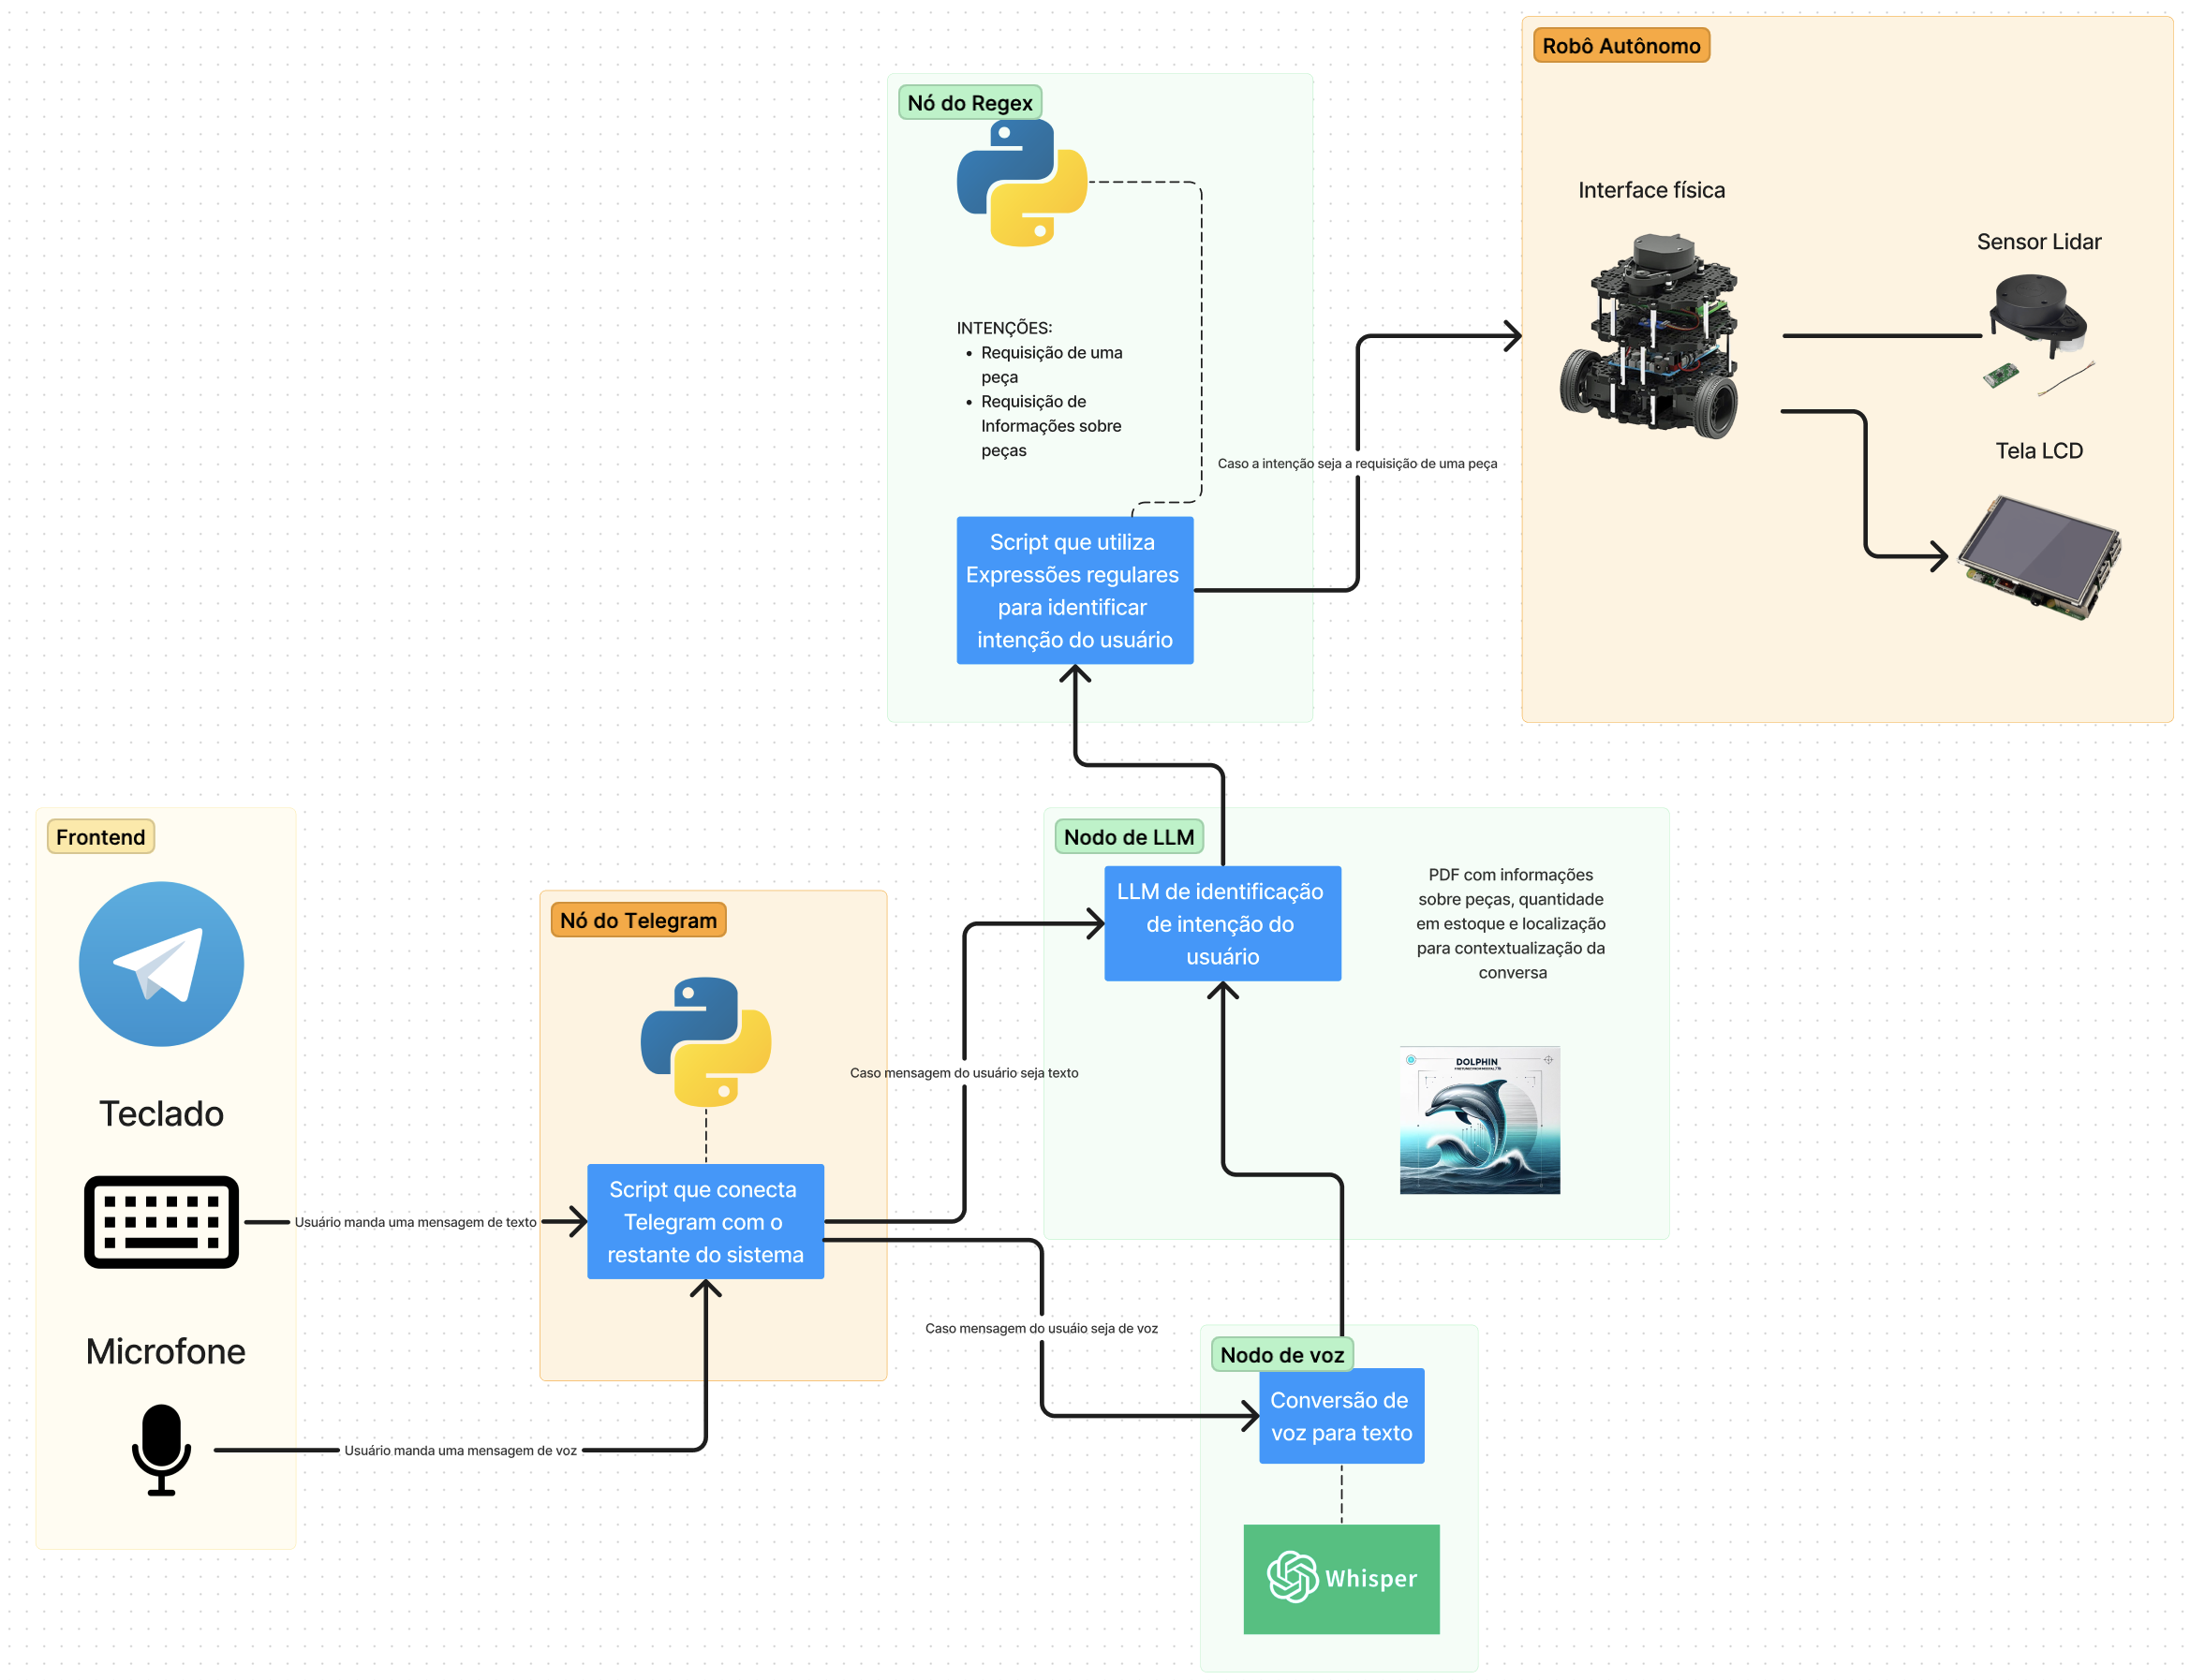 Robô Autônomo
Interface física
Sensor Lidar
Tela LCD
Nó do Regex
INTENÇÕES:
• Requisição de uma
peça
• Requisição de
Informações sobre
peças
Caso a intenção seja a requisição de uma peça
Script que utiliza
Expressões regulares
para identificar
intenção do usuário
Frontend
Teclado
Microfone
Usuário manda uma mensagem de texto
Usuário manda uma mensagem de voz
Nó do Telegram
Script que conecta
Telegram com o
restante do sistema
Caso mensagem do usuário seja texto
Caso mensagem do usuáio seja de voz
Nodo de LLM
LLM de identificação
de intenção do
usuário
PDF com informações
sobre peças, quantidade
em estoque e localização
para contextualização da
conversa
DOLPHIN
Nodo de voz
Conversão de
voz para texto
Whisper